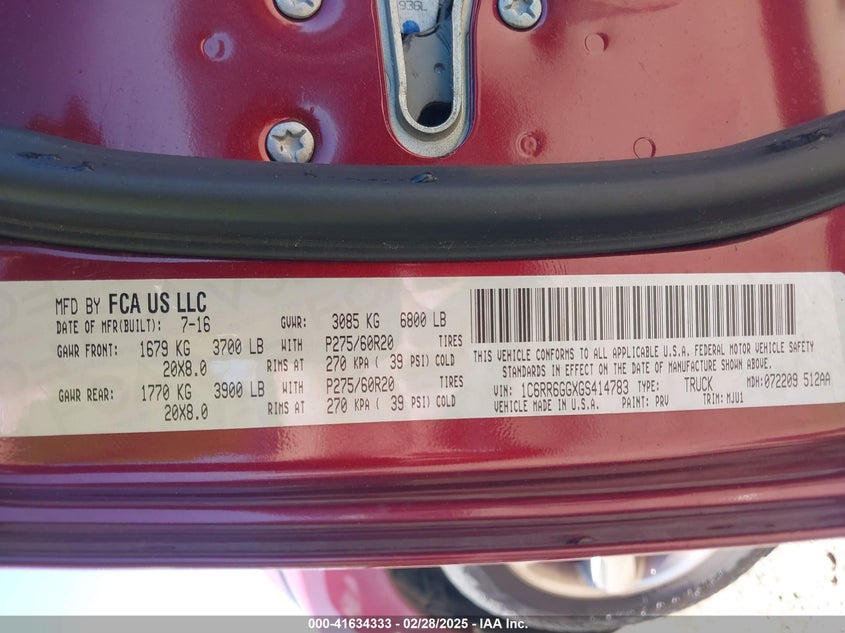 936L
MFD BY FCA US LLC
DATE OF MFR(BUILT): 7-16 GVWR: 3085 KG 6800 LB
GAWR FRONT: 1679 KG 3700 LB WITH P275/60R20 TIRES
20X8.0 RIMS AT 270 KPA ( 39 PSI) COLD
GAWR REAR: 1770 KG 3900 LB WITH P275/60R20 TIRES
20X8.0 RIMS AT 270 KPA ( 39 PSI) COLD
THIS VEHICLE CONFORMS TO ALL APPLICABLE U.S.A. FEDERAL MOTOR VEHICLE SAFETY
STANDARDS IN EFFECT ON THE DATE OF MANUFACTURE SHOWN ABOVE.
VIN: 1C6RR6GGXGS414783 TYPE: TRUCK MDH: 072209 512AA
VEHICLE MADE IN U.S.A. PAINT: PRV TRIM: MJU1
000-41634333 - 02/28/2025 - IAA Inc.